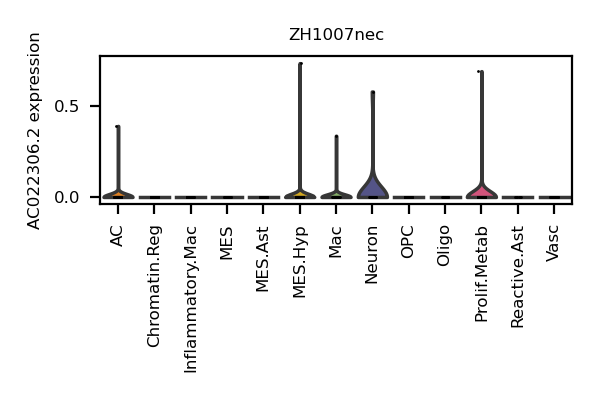 ZH1007nec
AC022306.2 expression
0.5
0.0
AC
Chromatin.Reg
Inflammatory.Mac
MES
MES.Ast
MES.Hyp
Mac
Neuron
OPC
Oligo
Prolif.Metab
Reactive.Ast
Vasc